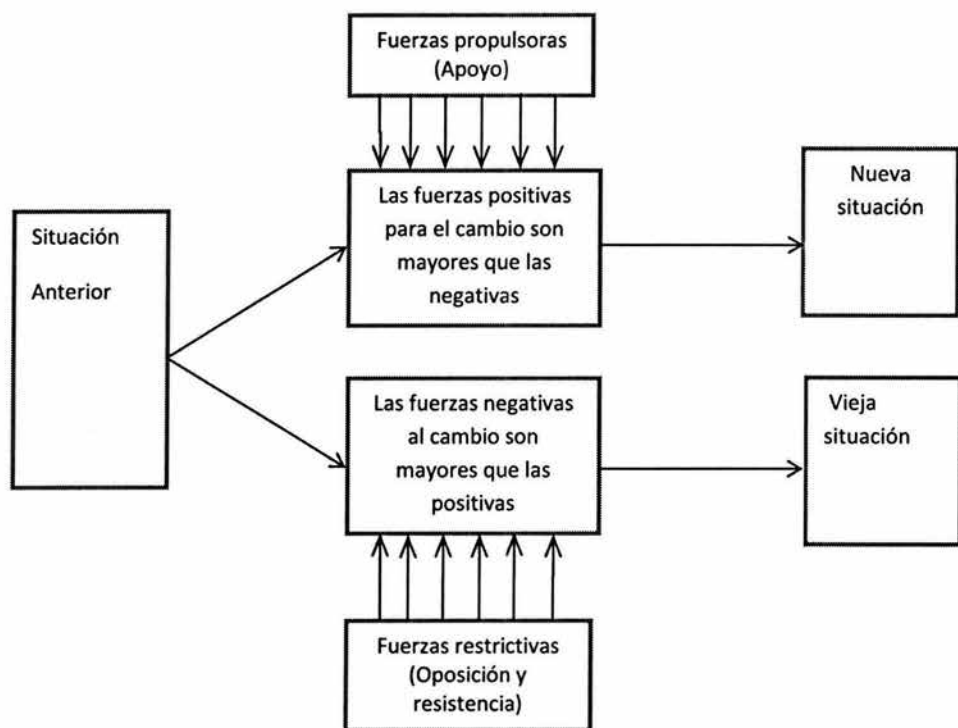 Fuerzas propulsoras
(Apoyo)
Situación
Anterior
Las fuerzas positivas
para el cambio son
mayores que las
negativas
Nueva
situación
Las fuerzas negativas
al cambio son
mayores que las
positivas
Vieja
situación
Fuerzas restrictivas
(Oposición y
resistencia)